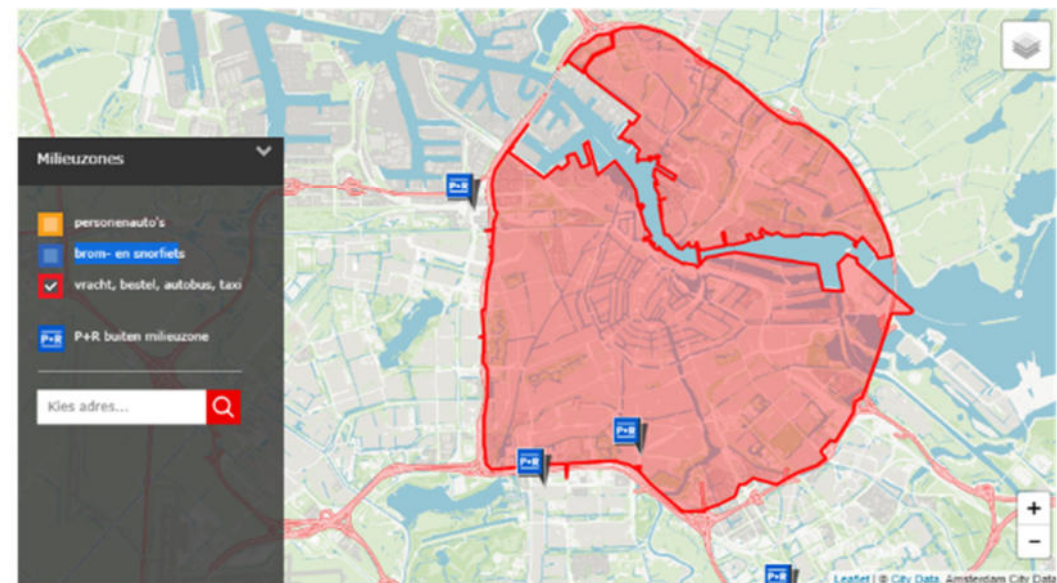 Milieuzones
personenauto's
brom- en snorfiets
vracht, bestel, autobus, taxi
P+R
P+R buiten milieuzone
Kies adres...
P+R
P+R
P+R
P+R
+
−
Leaflet | © City Data, Amsterdam City Data